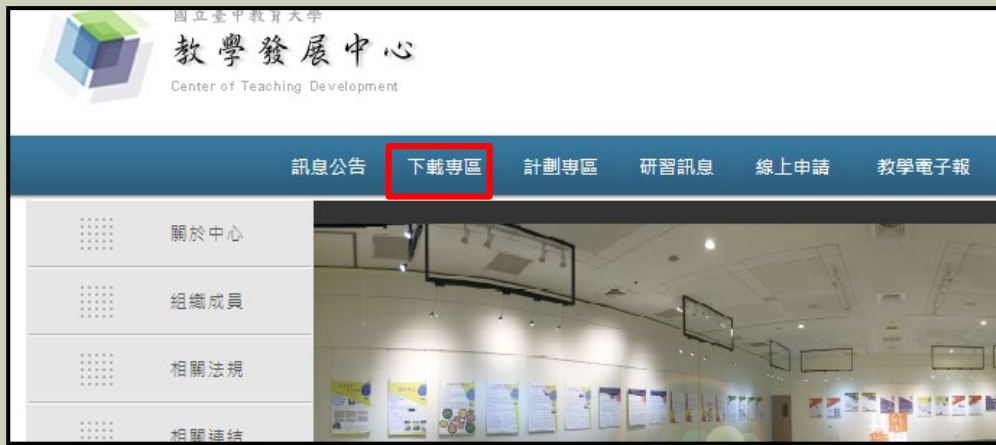 國立臺中教育大學
教學發展中心
Center of Teaching Development
訊息公告 下載專區 計劃專區 研習訊息 線上申請 教學電子報
關於中心
組織成員
相關法規
相關連結